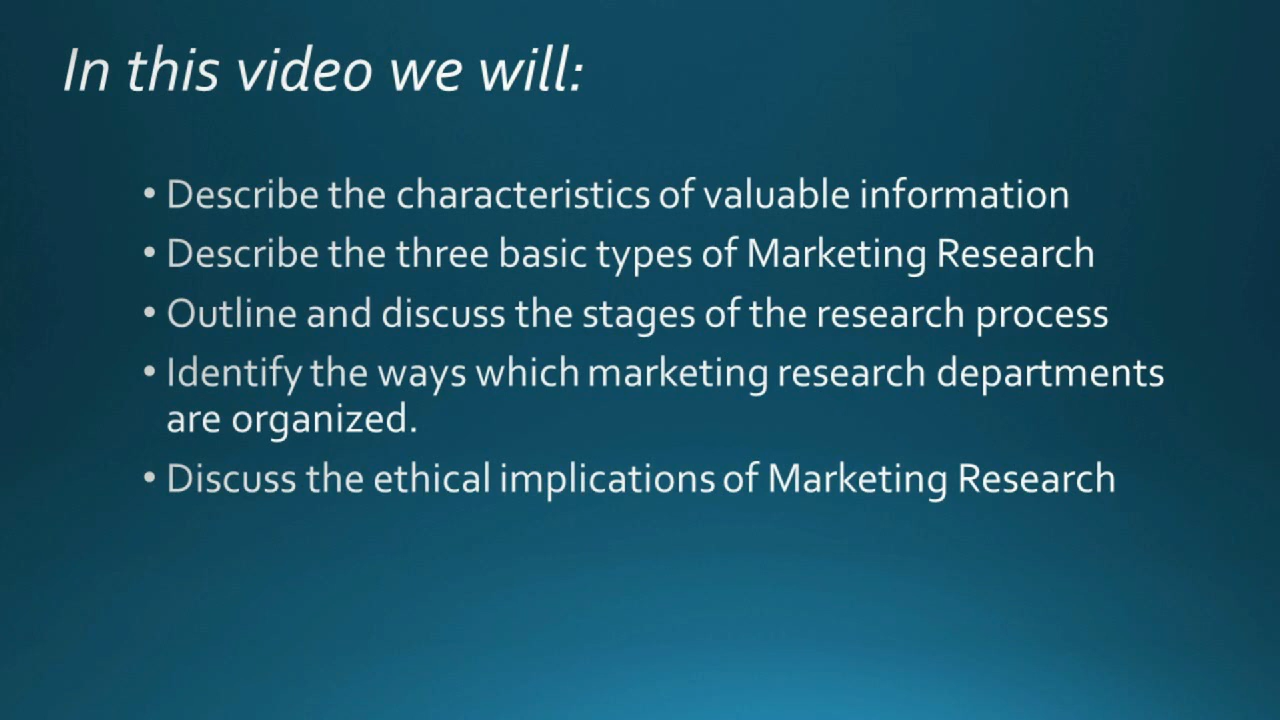 In this video we will:
• Describe the characteristics of valuable information
• Describe the three basic types of Marketing Research
• Outline and discuss the stages of the research process
• Identify the ways which marketing research departments
are organized.
• Discuss the ethical implications of Marketing Research